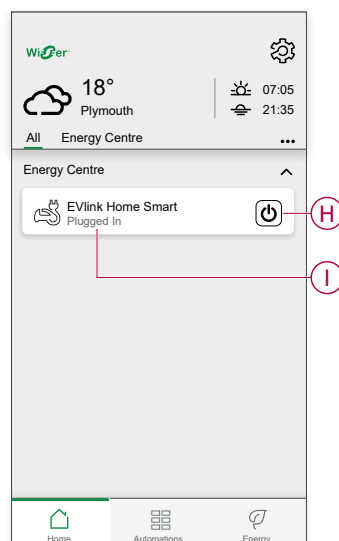 Wiser
18°
07:05
Plymouth
21:35
All Energy Centre
Energy Centre
EVlink Home Smart
Plugged In
H
I
Home Automations Energy